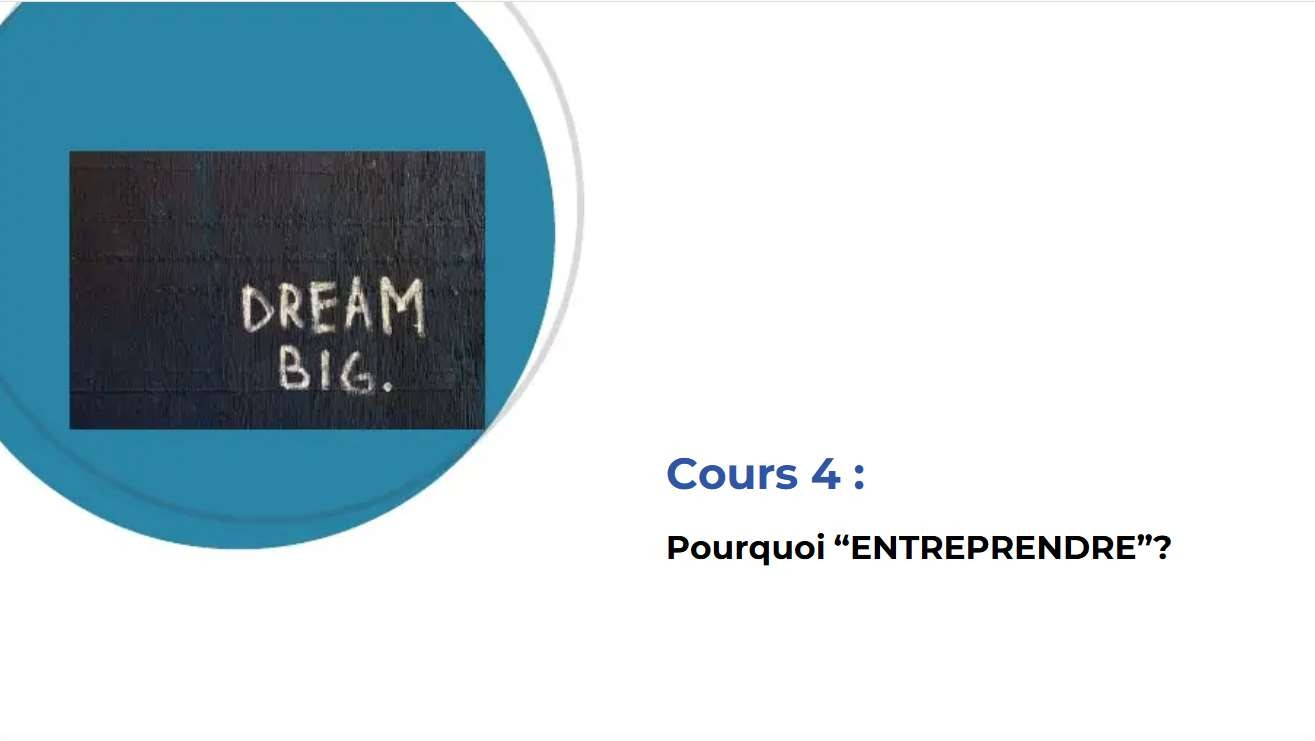 DREAM
BIG.
Cours 4 :
Pourquoi “ENTREPRENDRE”?